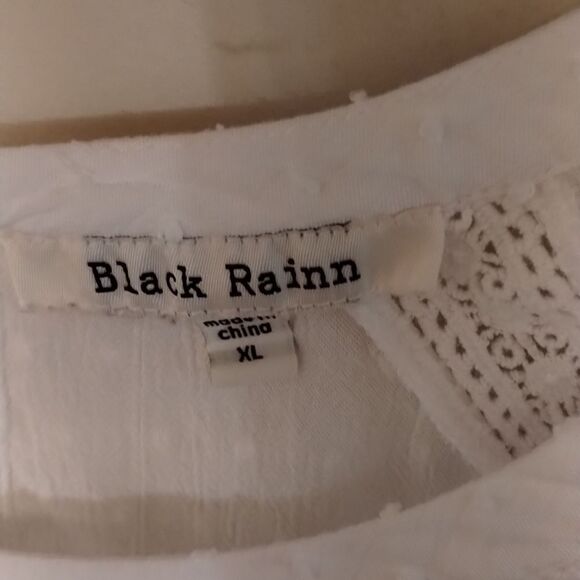 Black Rainn
made in
china
XL